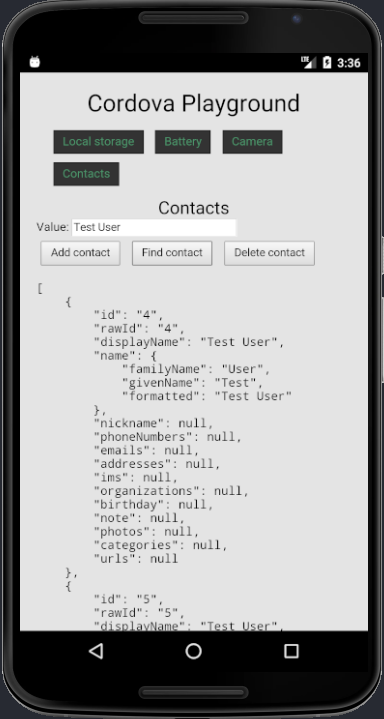 LTE 3:36
Cordova Playground
Local storage Battery Camera
Contacts
Contacts
Value: Test User
Add contact Find contact Delete contact
[
    {
        "id": "4",
        "rawId": "4",
        "displayName": "Test User",
        "name": {
            "familyName": "User",
            "givenName": "Test",
            "formatted": "Test User"
        },
        "nickname": null,
        "phoneNumbers": null,
        "emails": null,
        "addresses": null,
        "ims": null,
        "organizations": null,
        "birthday": null,
        "note": null,
        "photos": null,
        "categories": null,
        "urls": null
    },
    {
        "id": "5",
        "rawId": "5",
        "displayName": "Test User",